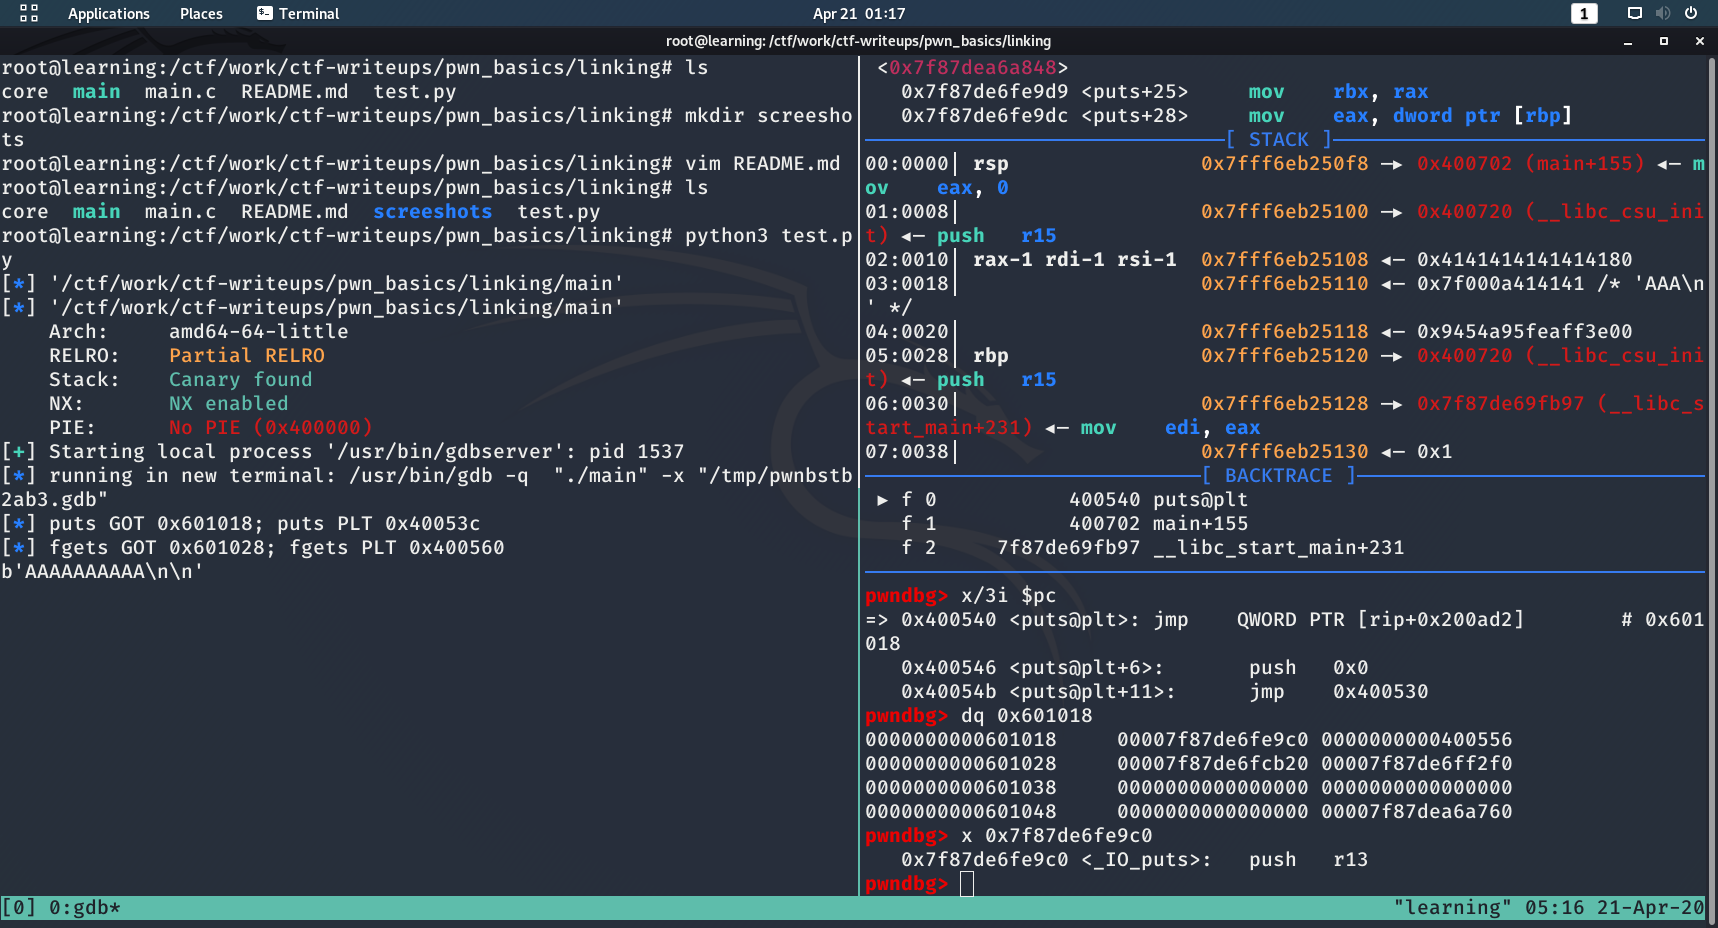 Applications Places Terminal Apr 21 01:17 1
root@learning: /ctf/work/ctf-writeups/pwn_basics/linking
root@learning:/ctf/work/ctf-writeups/pwn_basics/linking# ls
core  main  main.c  README.md  test.py
root@learning:/ctf/work/ctf-writeups/pwn_basics/linking# mkdir screesho
ts
root@learning:/ctf/work/ctf-writeups/pwn_basics/linking# vim README.md
root@learning:/ctf/work/ctf-writeups/pwn_basics/linking# ls
core  main  main.c  README.md  screeshots  test.py
root@learning:/ctf/work/ctf-writeups/pwn_basics/linking# python3 test.p
y
[*] '/ctf/work/ctf-writeups/pwn_basics/linking/main'
[*] '/ctf/work/ctf-writeups/pwn_basics/linking/main'
    Arch:     amd64-64-little
    RELRO:    Partial RELRO
    Stack:    Canary found
    NX:       NX enabled
    PIE:      No PIE (0x400000)
[+] Starting local process '/usr/bin/gdbserver': pid 1537
[*] running in new terminal: /usr/bin/gdb -q  "./main" -x "/tmp/pwnbstb
2ab3.gdb"
[*] puts GOT 0x601018; puts PLT 0x40053c
[*] fgets GOT 0x601028; fgets PLT 0x400560
b'AAAAAAAAAA\n\n'
 <0x7f87dea6a848>
   0x7f87de6fe9d9 <puts+25>     mov    rbx, rax
   0x7f87de6fe9dc <puts+28>     mov    eax, dword ptr [rbp]
[ STACK ]
00:0000│ rsp                0x7fff6eb250f8 —▸ 0x400702 (main+155) ◂— m
ov    eax, 0
01:0008│                    0x7fff6eb25100 —▸ 0x400720 (__libc_csu_ini
t) ◂— push   r15
02:0010│ rax-1 rdi-1 rsi-1  0x7fff6eb25108 ◂— 0x4141414141414180
03:0018│                    0x7fff6eb25110 ◂— 0x7f000a414141 /* 'AAA\n
' */
04:0020│                    0x7fff6eb25118 ◂— 0x9454a95feaff3e00
05:0028│ rbp                0x7fff6eb25120 —▸ 0x400720 (__libc_csu_ini
t) ◂— push   r15
06:0030│                    0x7fff6eb25128 —▸ 0x7f87de69fb97 (__libc_s
tart_main+231) ◂— mov    edi, eax
07:0038│                    0x7fff6eb25130 ◂— 0x1
[ BACKTRACE ]
 ► f 0           400540 puts@plt
   f 1           400702 main+155
   f 2     7f87de69fb97 __libc_start_main+231
pwndbg> x/3i $pc
=> 0x400540 <puts@plt>: jmp    QWORD PTR [rip+0x200ad2]        # 0x601
018
   0x400546 <puts@plt+6>:       push   0x0
   0x40054b <puts@plt+11>:      jmp    0x400530
pwndbg> dq 0x601018
0000000000601018     00007f87de6fe9c0 0000000000400556
0000000000601028     00007f87de6fcb20 00007f87de6ff2f0
0000000000601038     0000000000000000 0000000000000000
0000000000601048     0000000000000000 00007f87dea6a760
pwndbg> x 0x7f87de6fe9c0
   0x7f87de6fe9c0 <_IO_puts>:   push   r13
pwndbg>
[0] 0:gdb* "learning" 05:16 21-Apr-20